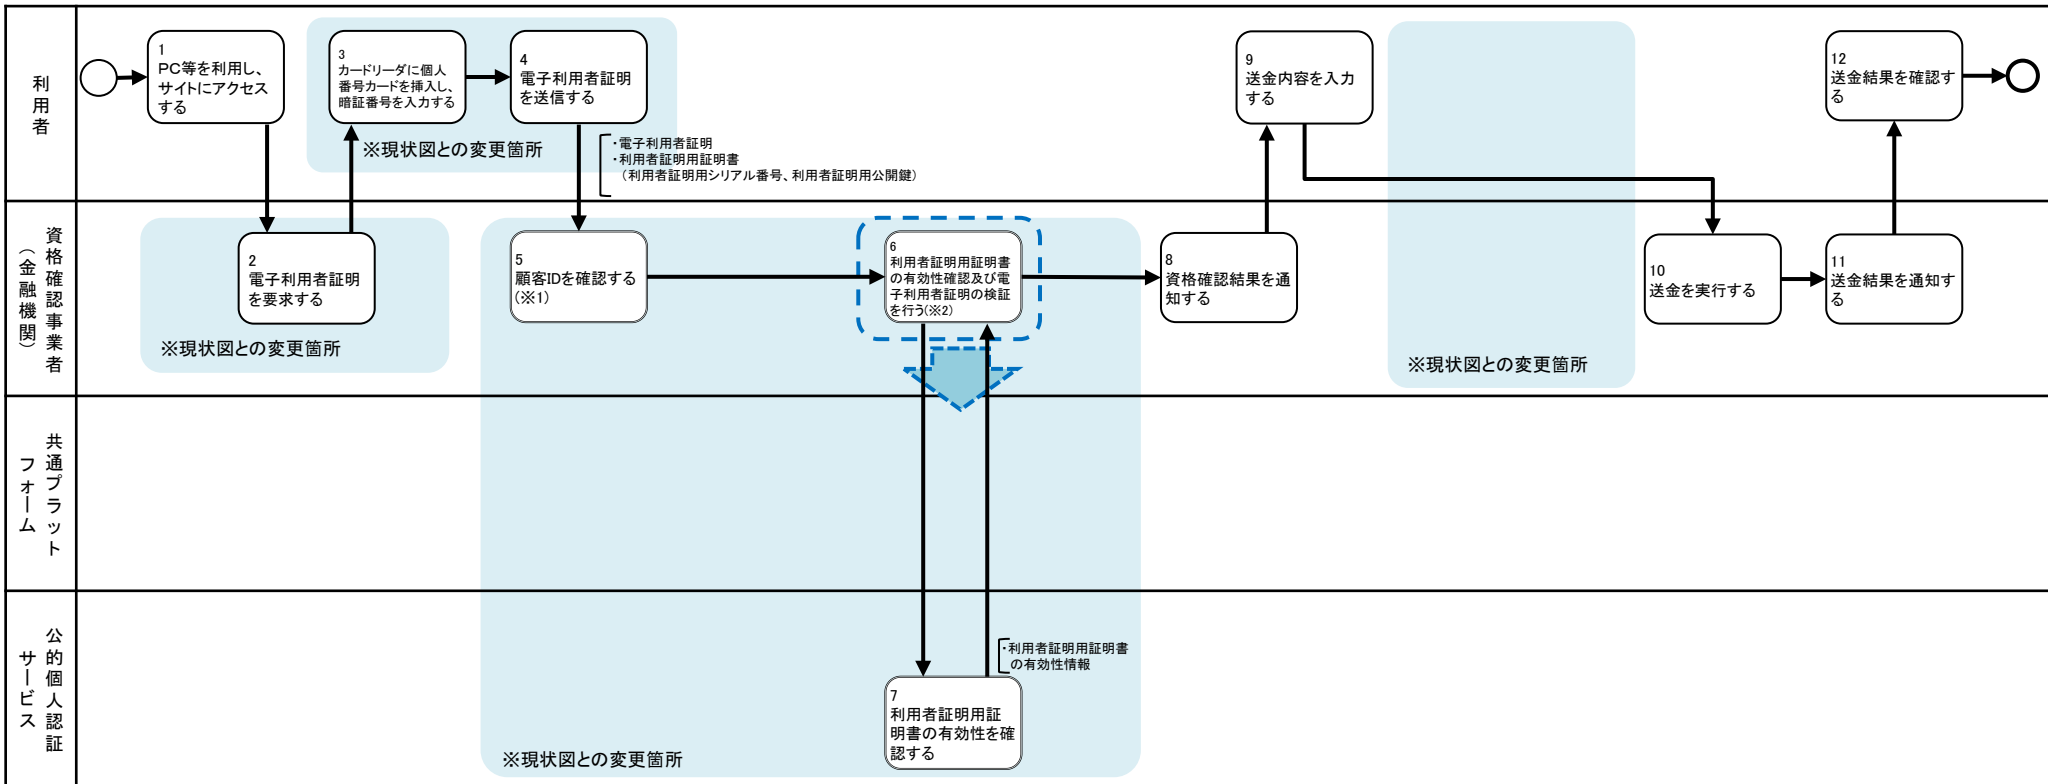 利用者
1
PC等を利用し、
サイトにアクセス
する
3
カードリーダに個人
番号カードを挿入し、
暗証番号を入力する
4
電子利用者証明
を送信する
※現状図との変更箇所
・電子利用者証明
・利用者証明用証明書
（利用者証明用シリアル番号、利用者証明用公開鍵）
9
送金内容を入力
する
12
送金結果を確認す
る
資格確認事業者
（金融機関）
2
電子利用者証明
を要求する
※現状図との変更箇所
5
顧客IDを確認する
(※1)
6
利用者証明用証明書
の有効性確認及び電
子利用者証明の検証
を行う(※2)
8
資格確認結果を通
知する
※現状図との変更箇所
10
送金を実行する
11
送金結果を通知す
る
共通プラット
フォーム
公的個人認証
サービス
・利用者証明用証明書
の有効性情報
7
利用者証明用証
明書の有効性を確
認する
※現状図との変更箇所